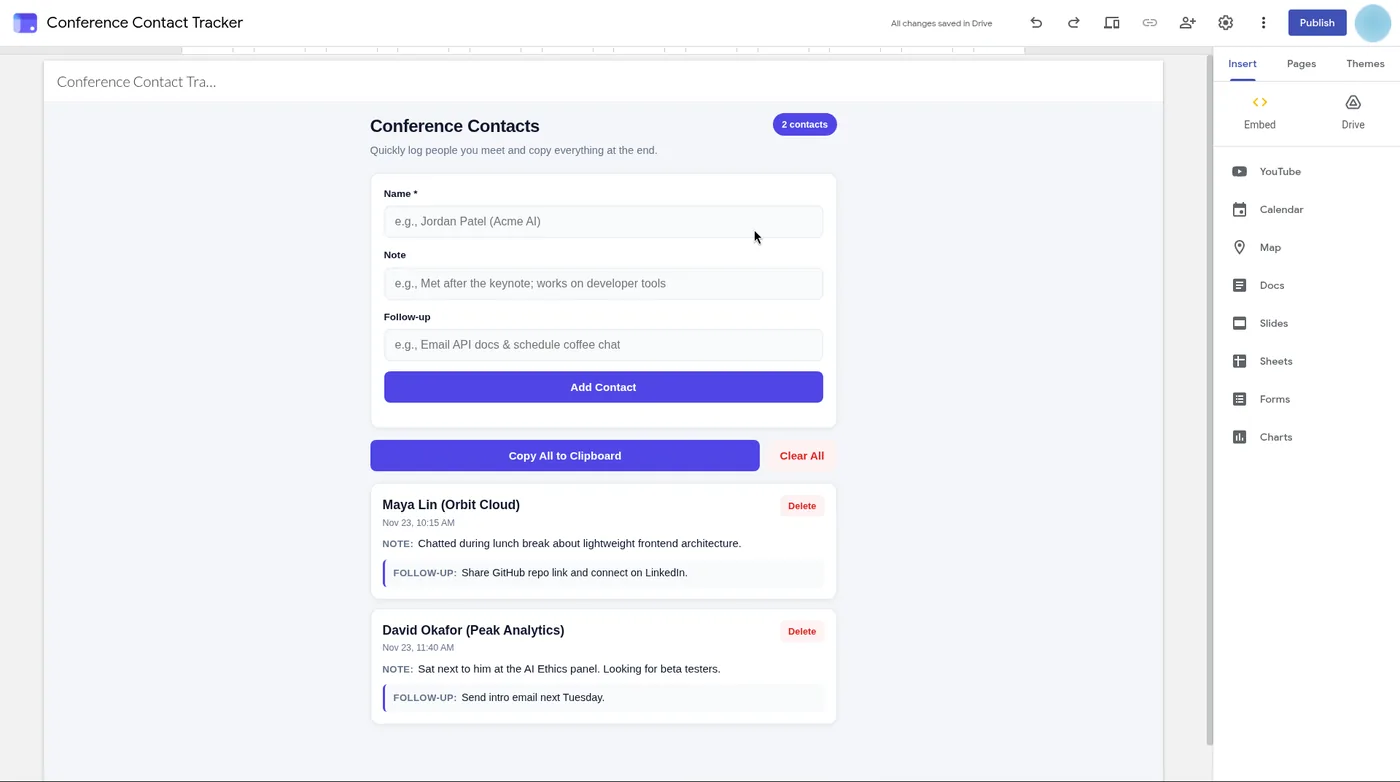 Conference Contact Tracker
All changes saved in Drive
Publish
Conference Contact Tra...
Insert
Pages
Themes
Embed
Drive
YouTube
Calendar
Map
Docs
Slides
Sheets
Forms
Charts
Conference Contacts
2 contacts
Quickly log people you meet and copy everything at the end.
Name *
e.g., Jordan Patel (Acme AI)
Note
e.g., Met after the keynote; works on developer tools
Follow-up
e.g., Email API docs & schedule coffee chat
Add Contact
Copy All to Clipboard
Clear All
Maya Lin (Orbit Cloud)
Delete
Nov 23, 10:15 AM
NOTE: Chatted during lunch break about lightweight frontend architecture.
FOLLOW-UP: Share GitHub repo link and connect on LinkedIn.
David Okafor (Peak Analytics)
Delete
Nov 23, 11:40 AM
NOTE: Sat next to him at the AI Ethics panel. Looking for beta testers.
FOLLOW-UP: Send intro email next Tuesday.